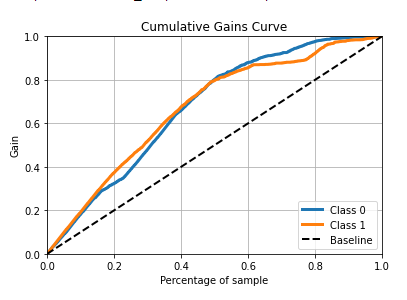 Cumulative Gains Curve
1.0
0.8
0.6
0.4
0.2
0.0
Gain
0.0 0.2 0.4 0.6 0.8 1.0
Percentage of sample
Class 0
Class 1
Baseline